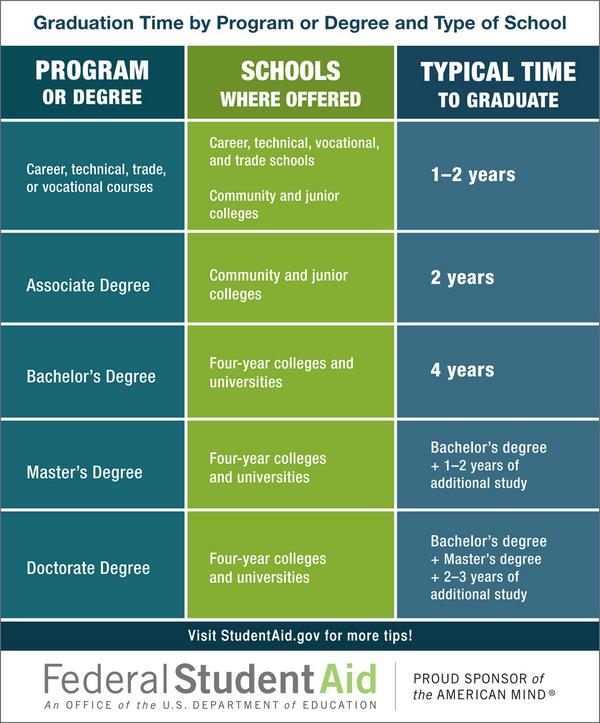 Graduation Time by Program or Degree and Type of School
PROGRAM
OR DEGREE
SCHOOLS
WHERE OFFERED
TYPICAL TIME
TO GRADUATE
Career, technical, trade,
or vocational courses
Career, technical, vocational,
and trade schools
Community and junior
colleges
1–2 years
Associate Degree
Community and junior
colleges
2 years
Bachelor's Degree
Four-year colleges and
universities
4 years
Master's Degree
Four-year colleges
and universities
Bachelor's degree
+ 1–2 years of
additional study
Doctorate Degree
Four-year colleges
and universities
Bachelor's degree
+ Master's degree
+ 2–3 years of
additional study
Visit StudentAid.gov for more tips!
Federal Student Aid
An OFFICE of the U.S. DEPARTMENT of EDUCATION
PROUD SPONSOR of
the AMERICAN MIND®